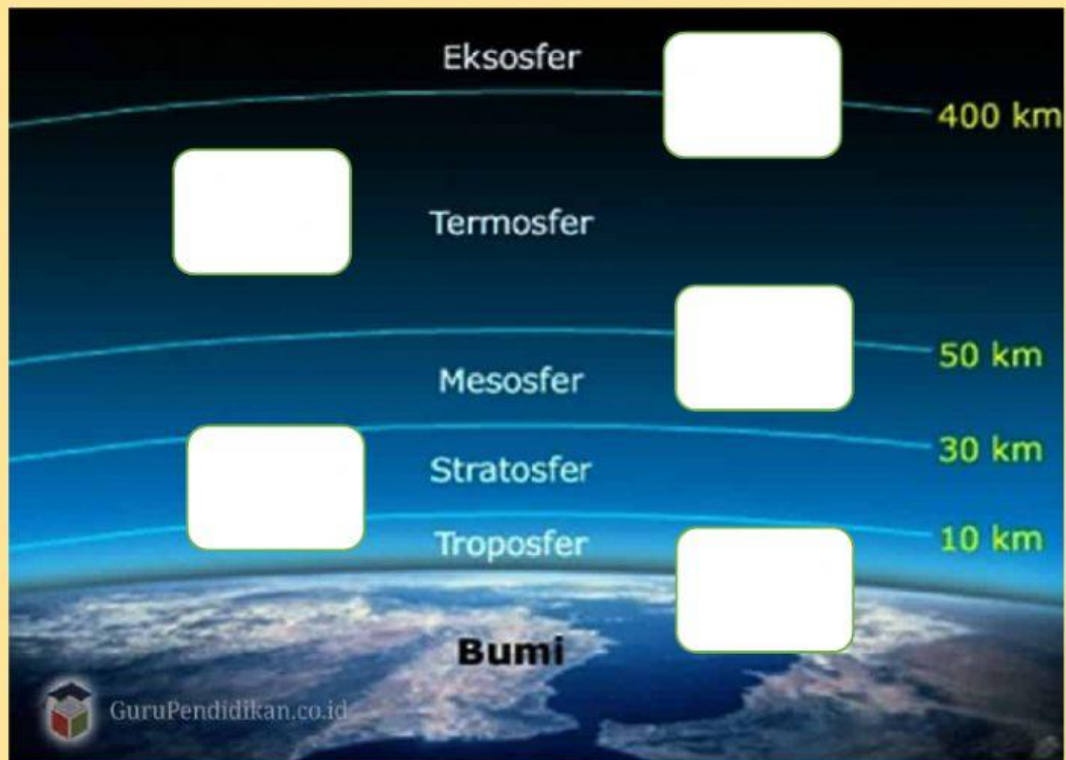 Eksosfer
400 km
Termosfer
50 km
Mesosfer
30 km
Stratosfer
10 km
Troposfer
Bumi
GuruPendidikan.co.id